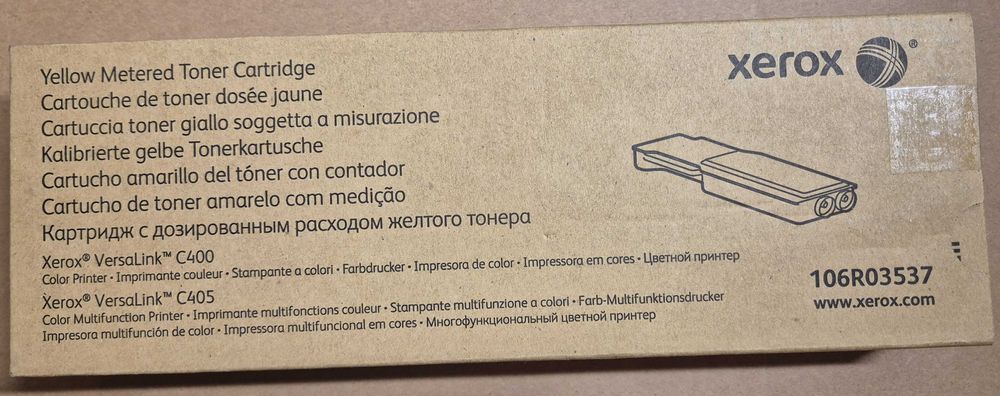 Yellow Metered Toner Cartridge
Cartouche de toner dosée jaune
Cartuccia toner giallo soggetta a misurazione
Kalibrierte gelbe Tonerkartusche
Cartucho amarillo del tóner con contador
Cartucho de toner amarelo com medição
Картридж с дозированным расходом желтого тонера
Xerox® VersaLink™ C400
Color Printer • Imprimante couleur • Stampante a colori • Farbdrucker • Impresora de color • Impressora em cores • Цветной принтер
Xerox® VersaLink™ C405
Color Multifunction Printer • Imprimante multifonctions couleur • Stampante multifunzione a colori • Farb-Multifunktionsdrucker
Impresora multifunción de color • Impressora multifuncional em cores • Многофункциональный цветной принтер
xerox ®
106R03537
www.xerox.com